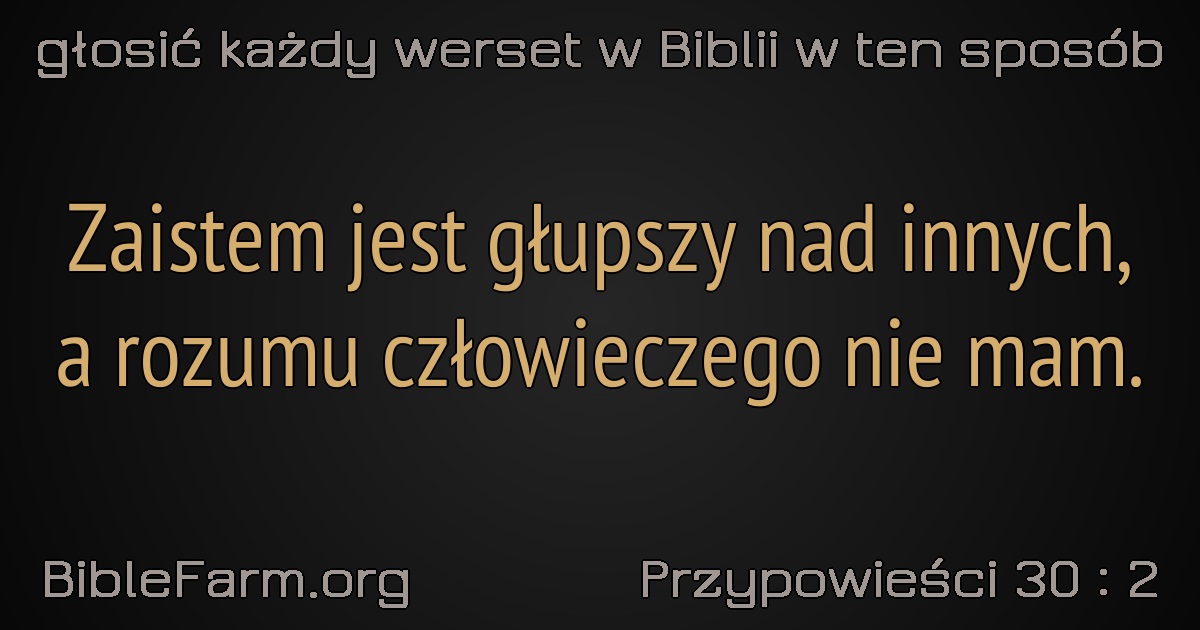 głosić każdy werset w Biblii w ten sposób
Zaistem jest głupszy nad innych,
a rozumu człowieczego nie mam.
BibleFarm.org
Przypowieści 30 : 2